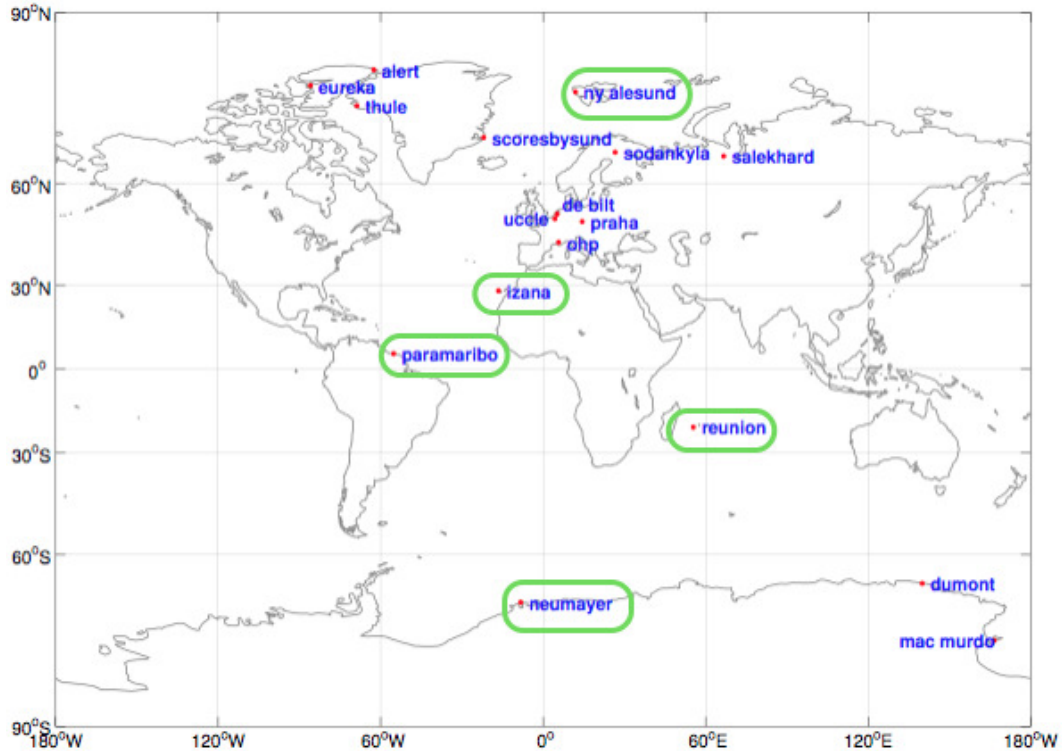 90°N
alert
eureka
thule
ny alesund
scoresbysund
sodankyla
salekhard
60°N
de bilt
uccle
praha
ohp
30°N
izana
paramaribo
0°
reunion
30°S
60°S
dumont
neumayer
mac murdo
90°S
180°W 120°W 60°W 0° 60°E 120°E 180°W